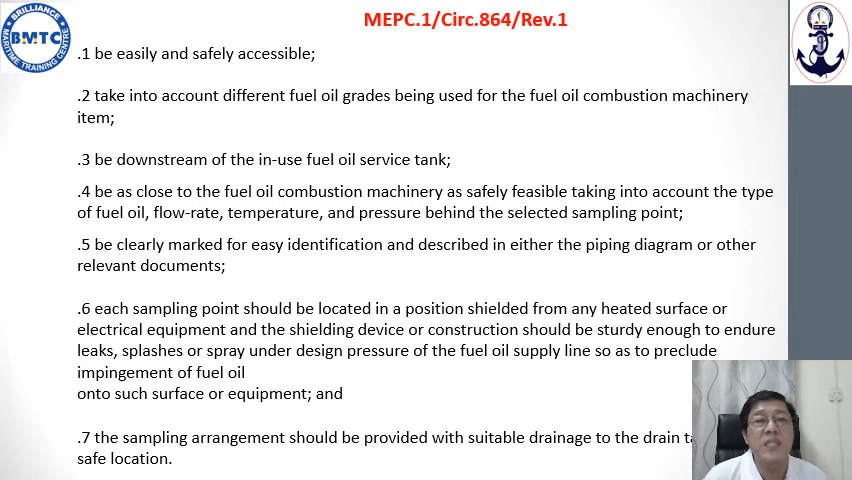 BRILLIANCE
BMTC
MARITIME TRAINING CENTRE
MEPC.1/Circ.864/Rev.1
.1 be easily and safely accessible;
.2 take into account different fuel oil grades being used for the fuel oil combustion machinery
item;
.3 be downstream of the in-use fuel oil service tank;
.4 be as close to the fuel oil combustion machinery as safely feasible taking into account the type
of fuel oil, flow-rate, temperature, and pressure behind the selected sampling point;
.5 be clearly marked for easy identification and described in either the piping diagram or other
relevant documents;
.6 each sampling point should be located in a position shielded from any heated surface or
electrical equipment and the shielding device or construction should be sturdy enough to endure
leaks, splashes or spray under design pressure of the fuel oil supply line so as to preclude
impingement of fuel oil
onto such surface or equipment; and
.7 the sampling arrangement should be provided with suitable drainage to the drain
safe location.